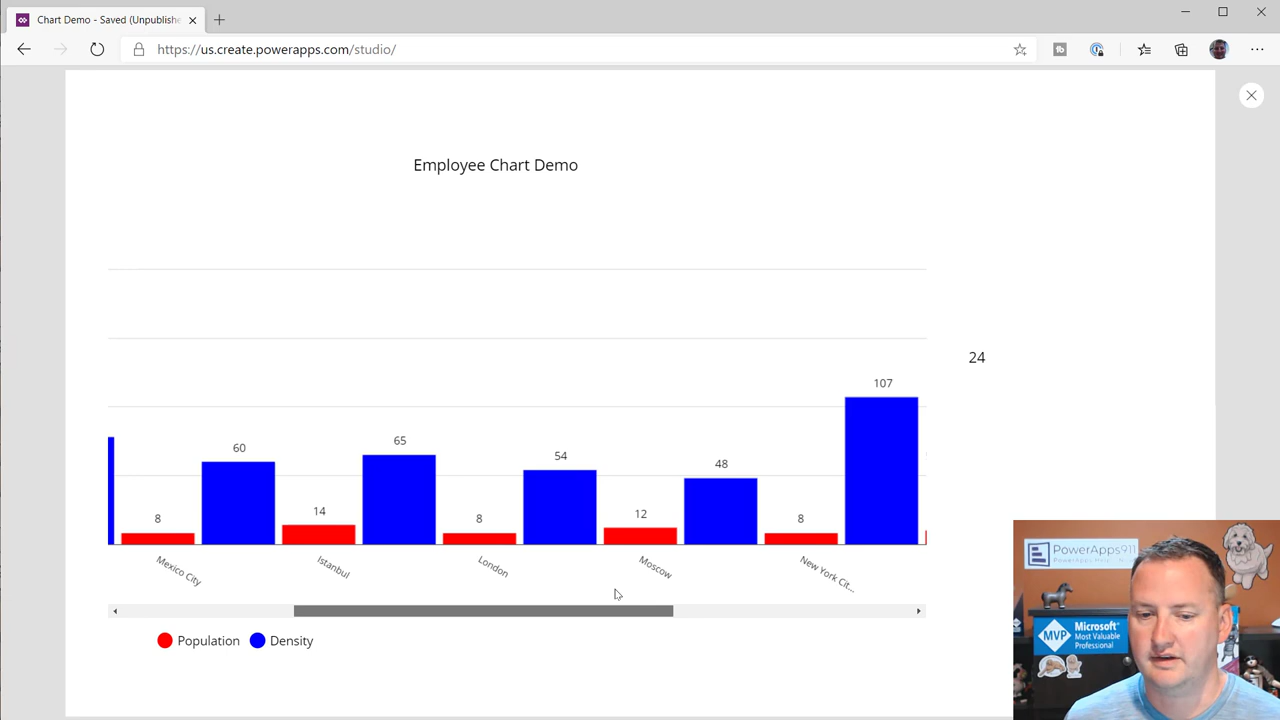 Chart Demo - Saved (Unpublishe
https://us.create.powerapps.com/studio/
Employee Chart Demo
24
107
60
65
54
48
8
14
8
12
8
Mexico City
Istanbul
London
Moscow
New York Cit...
Population
Density
PowerApps911
Microsoft®
MVP
Most Valuable
Professional